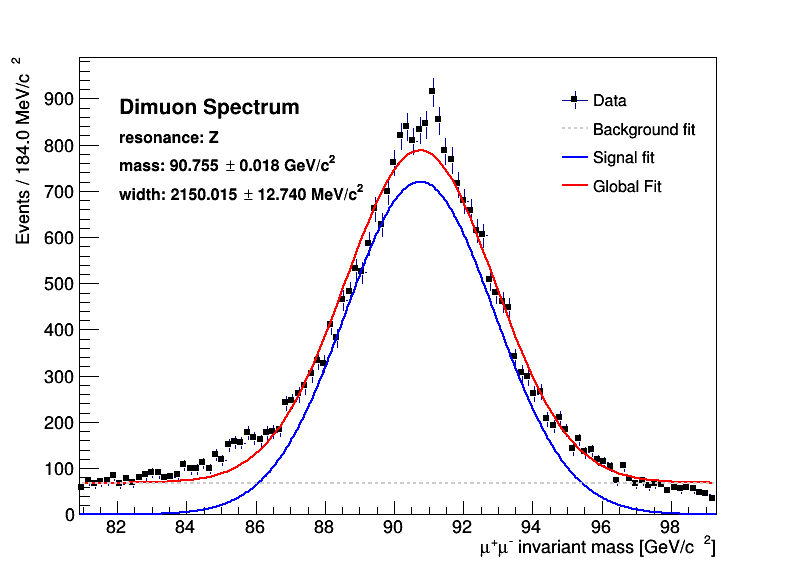 Events / 184.0 MeV/c 2
900
800
700
600
500
400
300
200
100
0
Dimuon Spectrum
resonance: Z
mass: 90.755 ± 0.018 GeV/c²
width: 2150.015 ± 12.740 MeV/c²
Data
Background fit
Signal fit
Global Fit
82 84 86 88 90 92 94 96 98
μ⁺μ⁻ invariant mass [GeV/c ²]